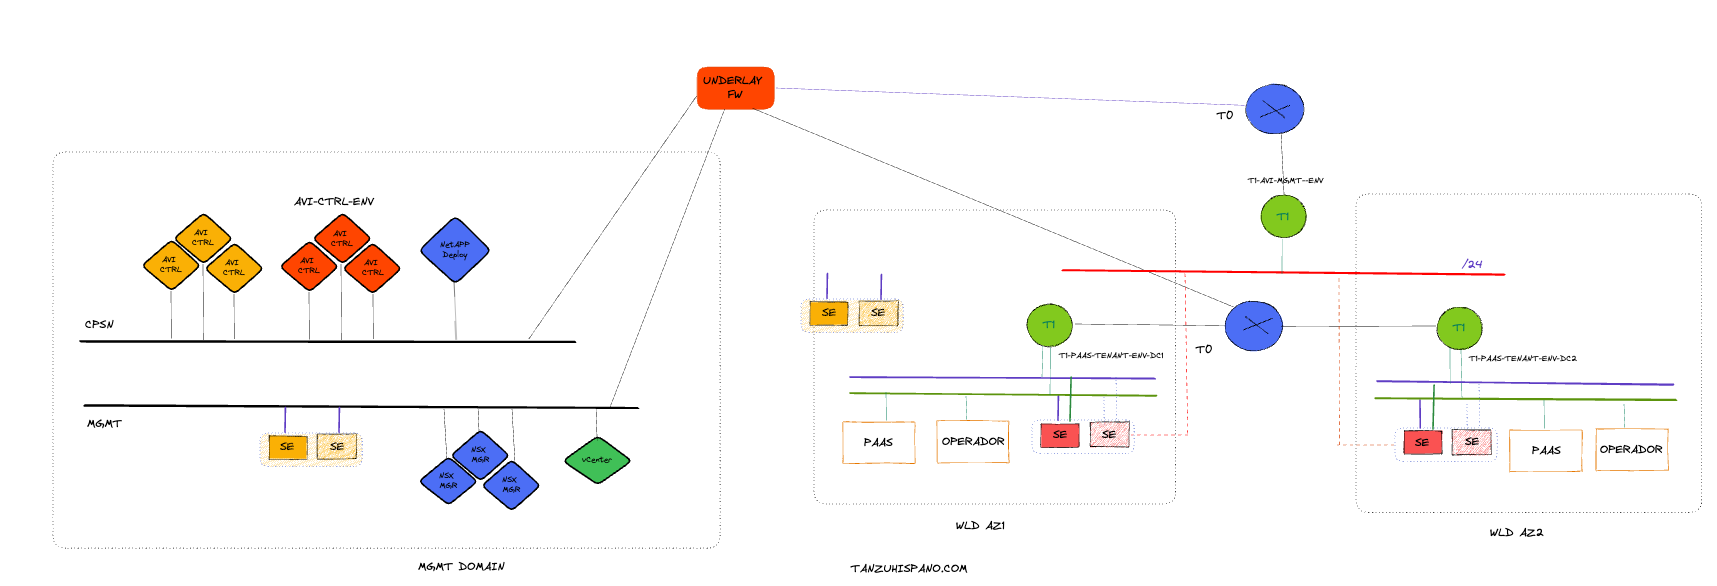 UNDERLAY
FW
TO
T1-AVI-MGMT--ENV
T1
AVI-CTRL-ENV
AVI
CTRL
AVI
CTRL
AVI
CTRL
AVI
CTRL
AVI
CTRL
AVI
CTRL
NetAPP
Deploy
CPSN
/24
SE
SE
T1
TO
T1
T1-PAAS-TENANT-ENV-DC1
T1-PAAS-TENANT-ENV-DC2
MGMT
SE
SE
NSX
MGR
NSX
MGR
NSX
MGR
vCenter
PAAS
OPERADOR
SE
SE
SE
SE
PAAS
OPERADOR
WLD AZ1
WLD AZ2
MGMT DOMAIN
TANZUHISPANO.COM